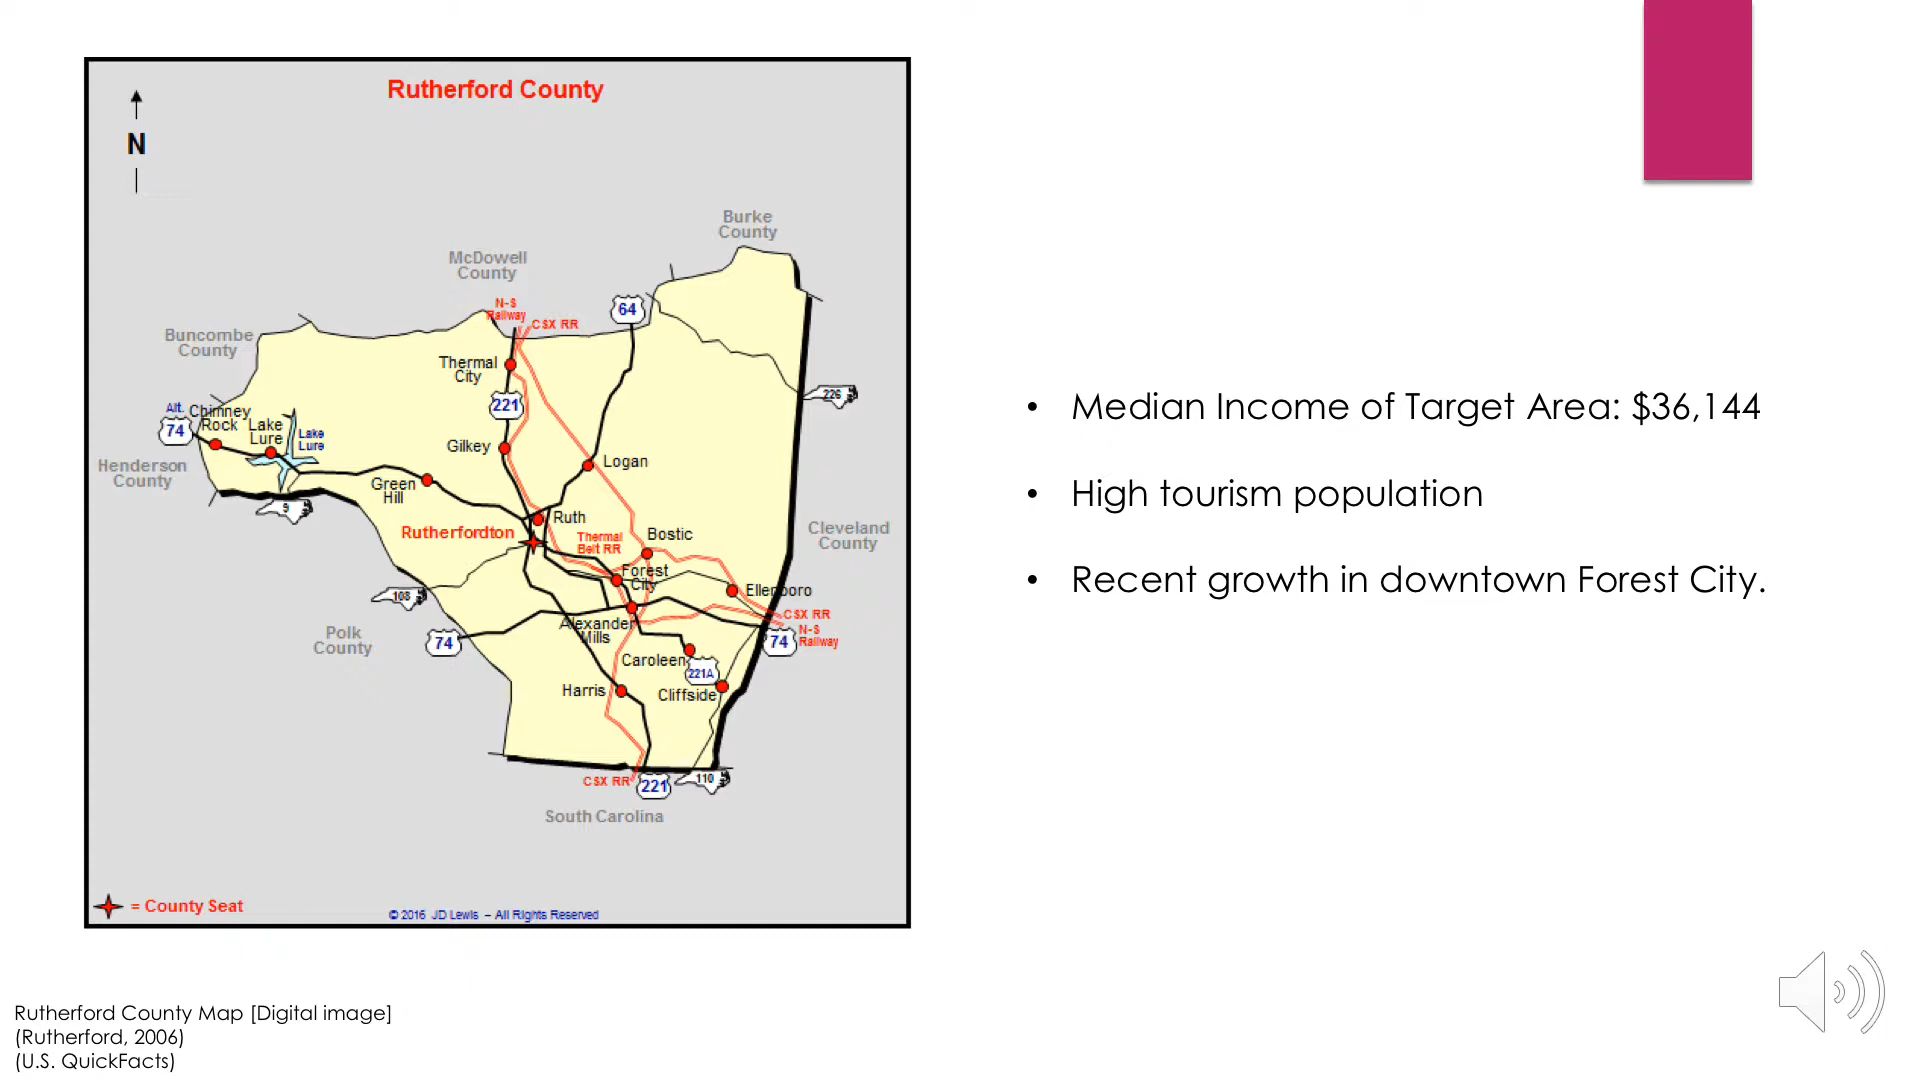 Rutherford County
N
Burke
County
McDowell
County
N-S
Railway
CSX RR
64
Buncombe
County
Thermal
City
221
Alt.
74
Chimney
Rock
Lake
Lure
Lake
Lure
226
Gilkey
Logan
Henderson
County
Green
Hill
9
Ruth
Rutherfordton
Thermal
Belt RR
Bostic
Cleveland
County
Forest
City
Ellenboro
108
CSX RR
N-S
Railway
74
Alexander
Mills
Polk
County
74
Caroleen
221A
Harris
Cliffside
CSX RR
221
110
South Carolina
= County Seat
© 2016 JD Lewis – All Rights Reserved
• Median Income of Target Area: $36,144
• High tourism population
• Recent growth in downtown Forest City.
Rutherford County Map [Digital image]
(Rutherford, 2006)
(U.S. QuickFacts)